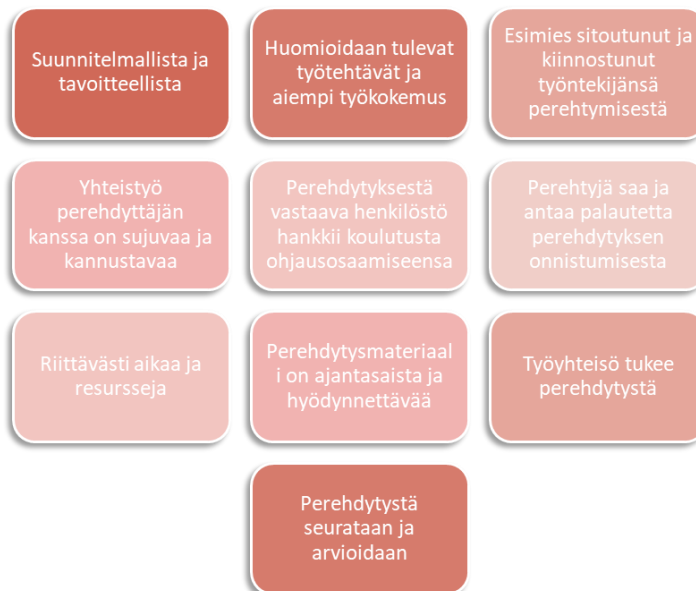 Suunnitelmallista ja
tavoitteellista
Huomioidaan tulevat
työtehtävät ja
aiempi työkokemus
Esimies sitoutunut ja
kiinnostunut
työntekijänsä
perehtymisestä
Yhteistyö
perehdyttäjän
kanssa on sujuvaa ja
kannustavaa
Perehdytyksestä
vastaava henkilöstö
hankkii koulutusta
ohjausosaamiseensa
Perehtyjä saa ja
antaa palautetta
perehdytyksen
onnistumisesta
Riittävästi aikaa ja
resursseja
Perehdytysmateriaal
i on ajantasaista ja
hyödynnettävää
Työyhteisö tukee
perehdytystä
Perehdytystä
seurataan ja
arvioidaan